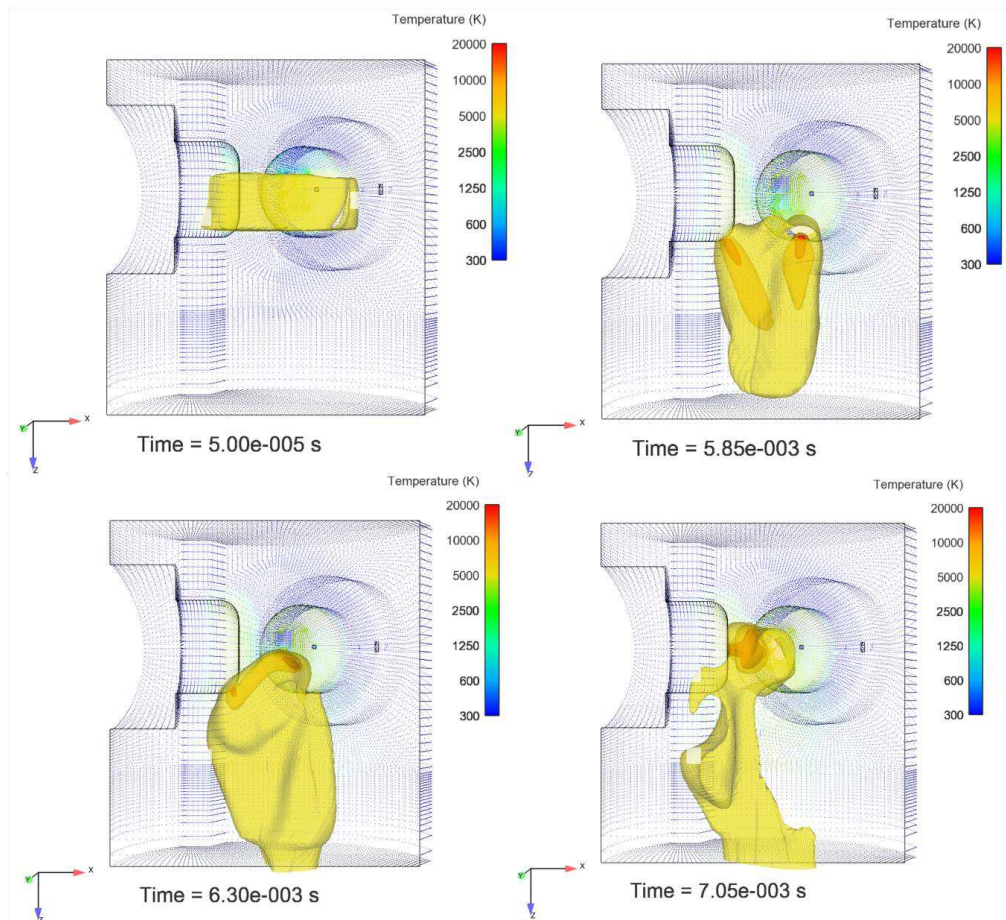 Temperature (K)
20000
10000
5000
2500
1250
600
300
X
Y
Z
Time = 5.00e-005 s
Temperature (K)
20000
10000
5000
2500
1250
600
300
X
Y
Z
Time = 5.85e-003 s
Temperature (K)
20000
10000
5000
2500
1250
600
300
X
Y
Z
Time = 6.30e-003 s
Temperature (K)
20000
10000
5000
2500
1250
600
300
X
Y
Z
Time = 7.05e-003 s